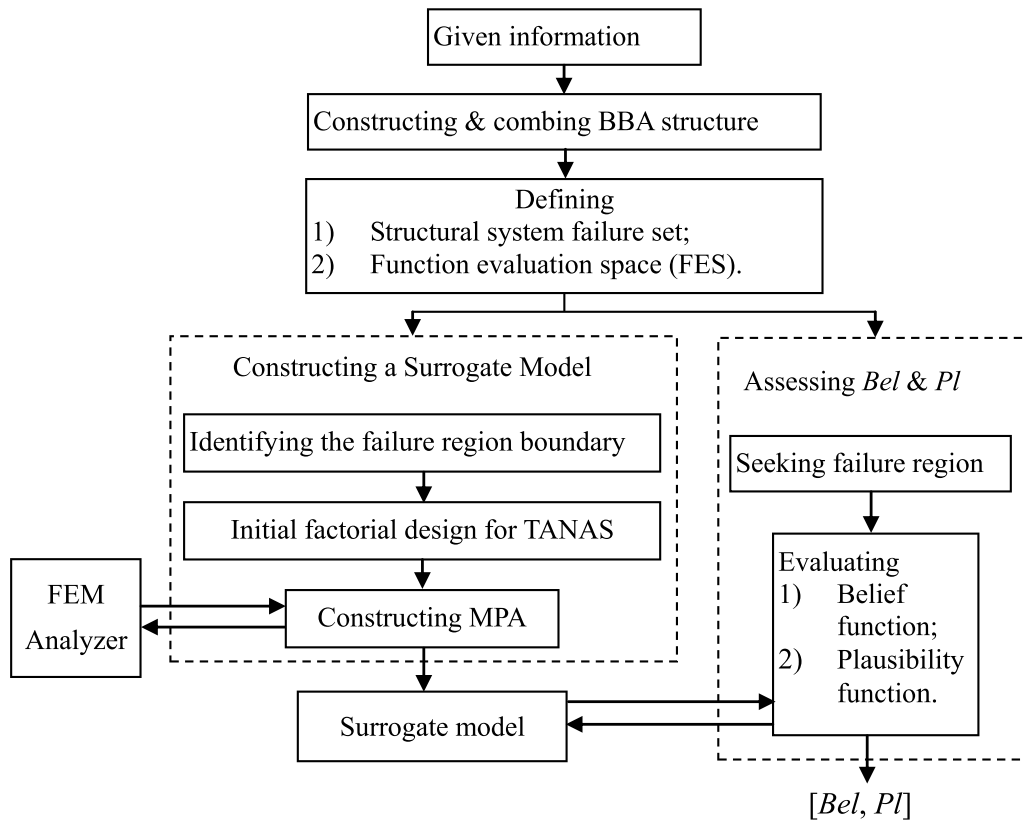 Given information
Constructing & combing BBA structure
Defining
1) Structural system failure set;
2) Function evaluation space (FES).
Constructing a Surrogate Model
Identifying the failure region boundary
Initial factorial design for TANAS
Constructing MPA
FEM
Analyzer
Surrogate model
Assessing Bel & Pl
Seeking failure region
Evaluating
1) Belief
function;
2) Plausibility
function.
[Bel, Pl]